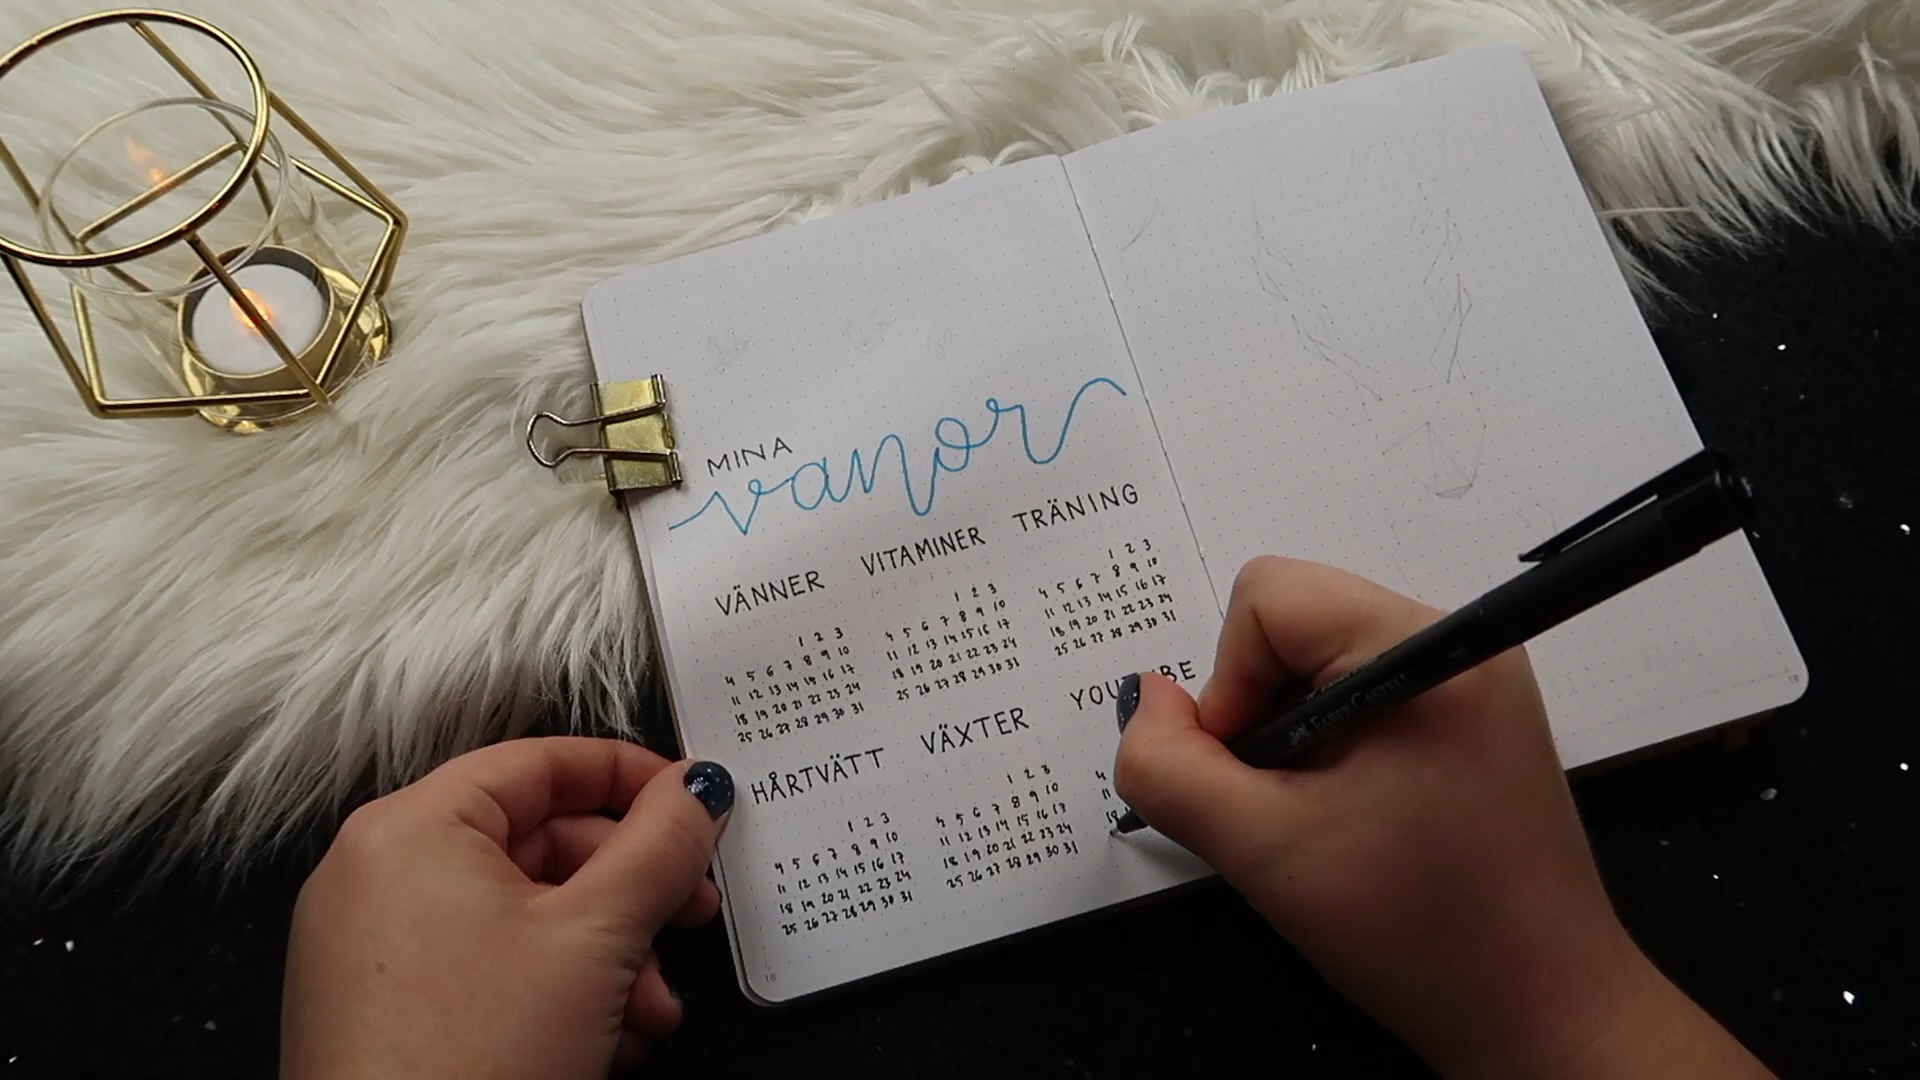 MINA
vanor
VÄNNER VITAMINER TRÄNING
1 2 3
4 5 6 7 8 9 10
11 12 13 14 15 16 17
18 19 20 21 22 23 24
25 26 27 28 29 30 31
1 2 3
4 5 6 7 8 9 10
11 12 13 14 15 16 17
18 19 20 21 22 23 24
25 26 27 28 29 30 31
1 2 3
4 5 6 7 8 9 10
11 12 13 14 15 16 17
18 19 20 21 22 23 24
25 26 27 28 29 30 31
HÅRTVÄTT VÄXTER
1 2 3
4 5 6 7 8 9 10
11 12 13 14 15 16 17
18 19 20 21 22 23 24
25 26 27 28 29 30 31
1 2 3
4 5 6 7 8 9 10
11 12 13 14 15 16 17
18 19 20 21 22 23 24
25 26 27 28 29 30 31
4
11
18
18
19
FABER-CASTELL